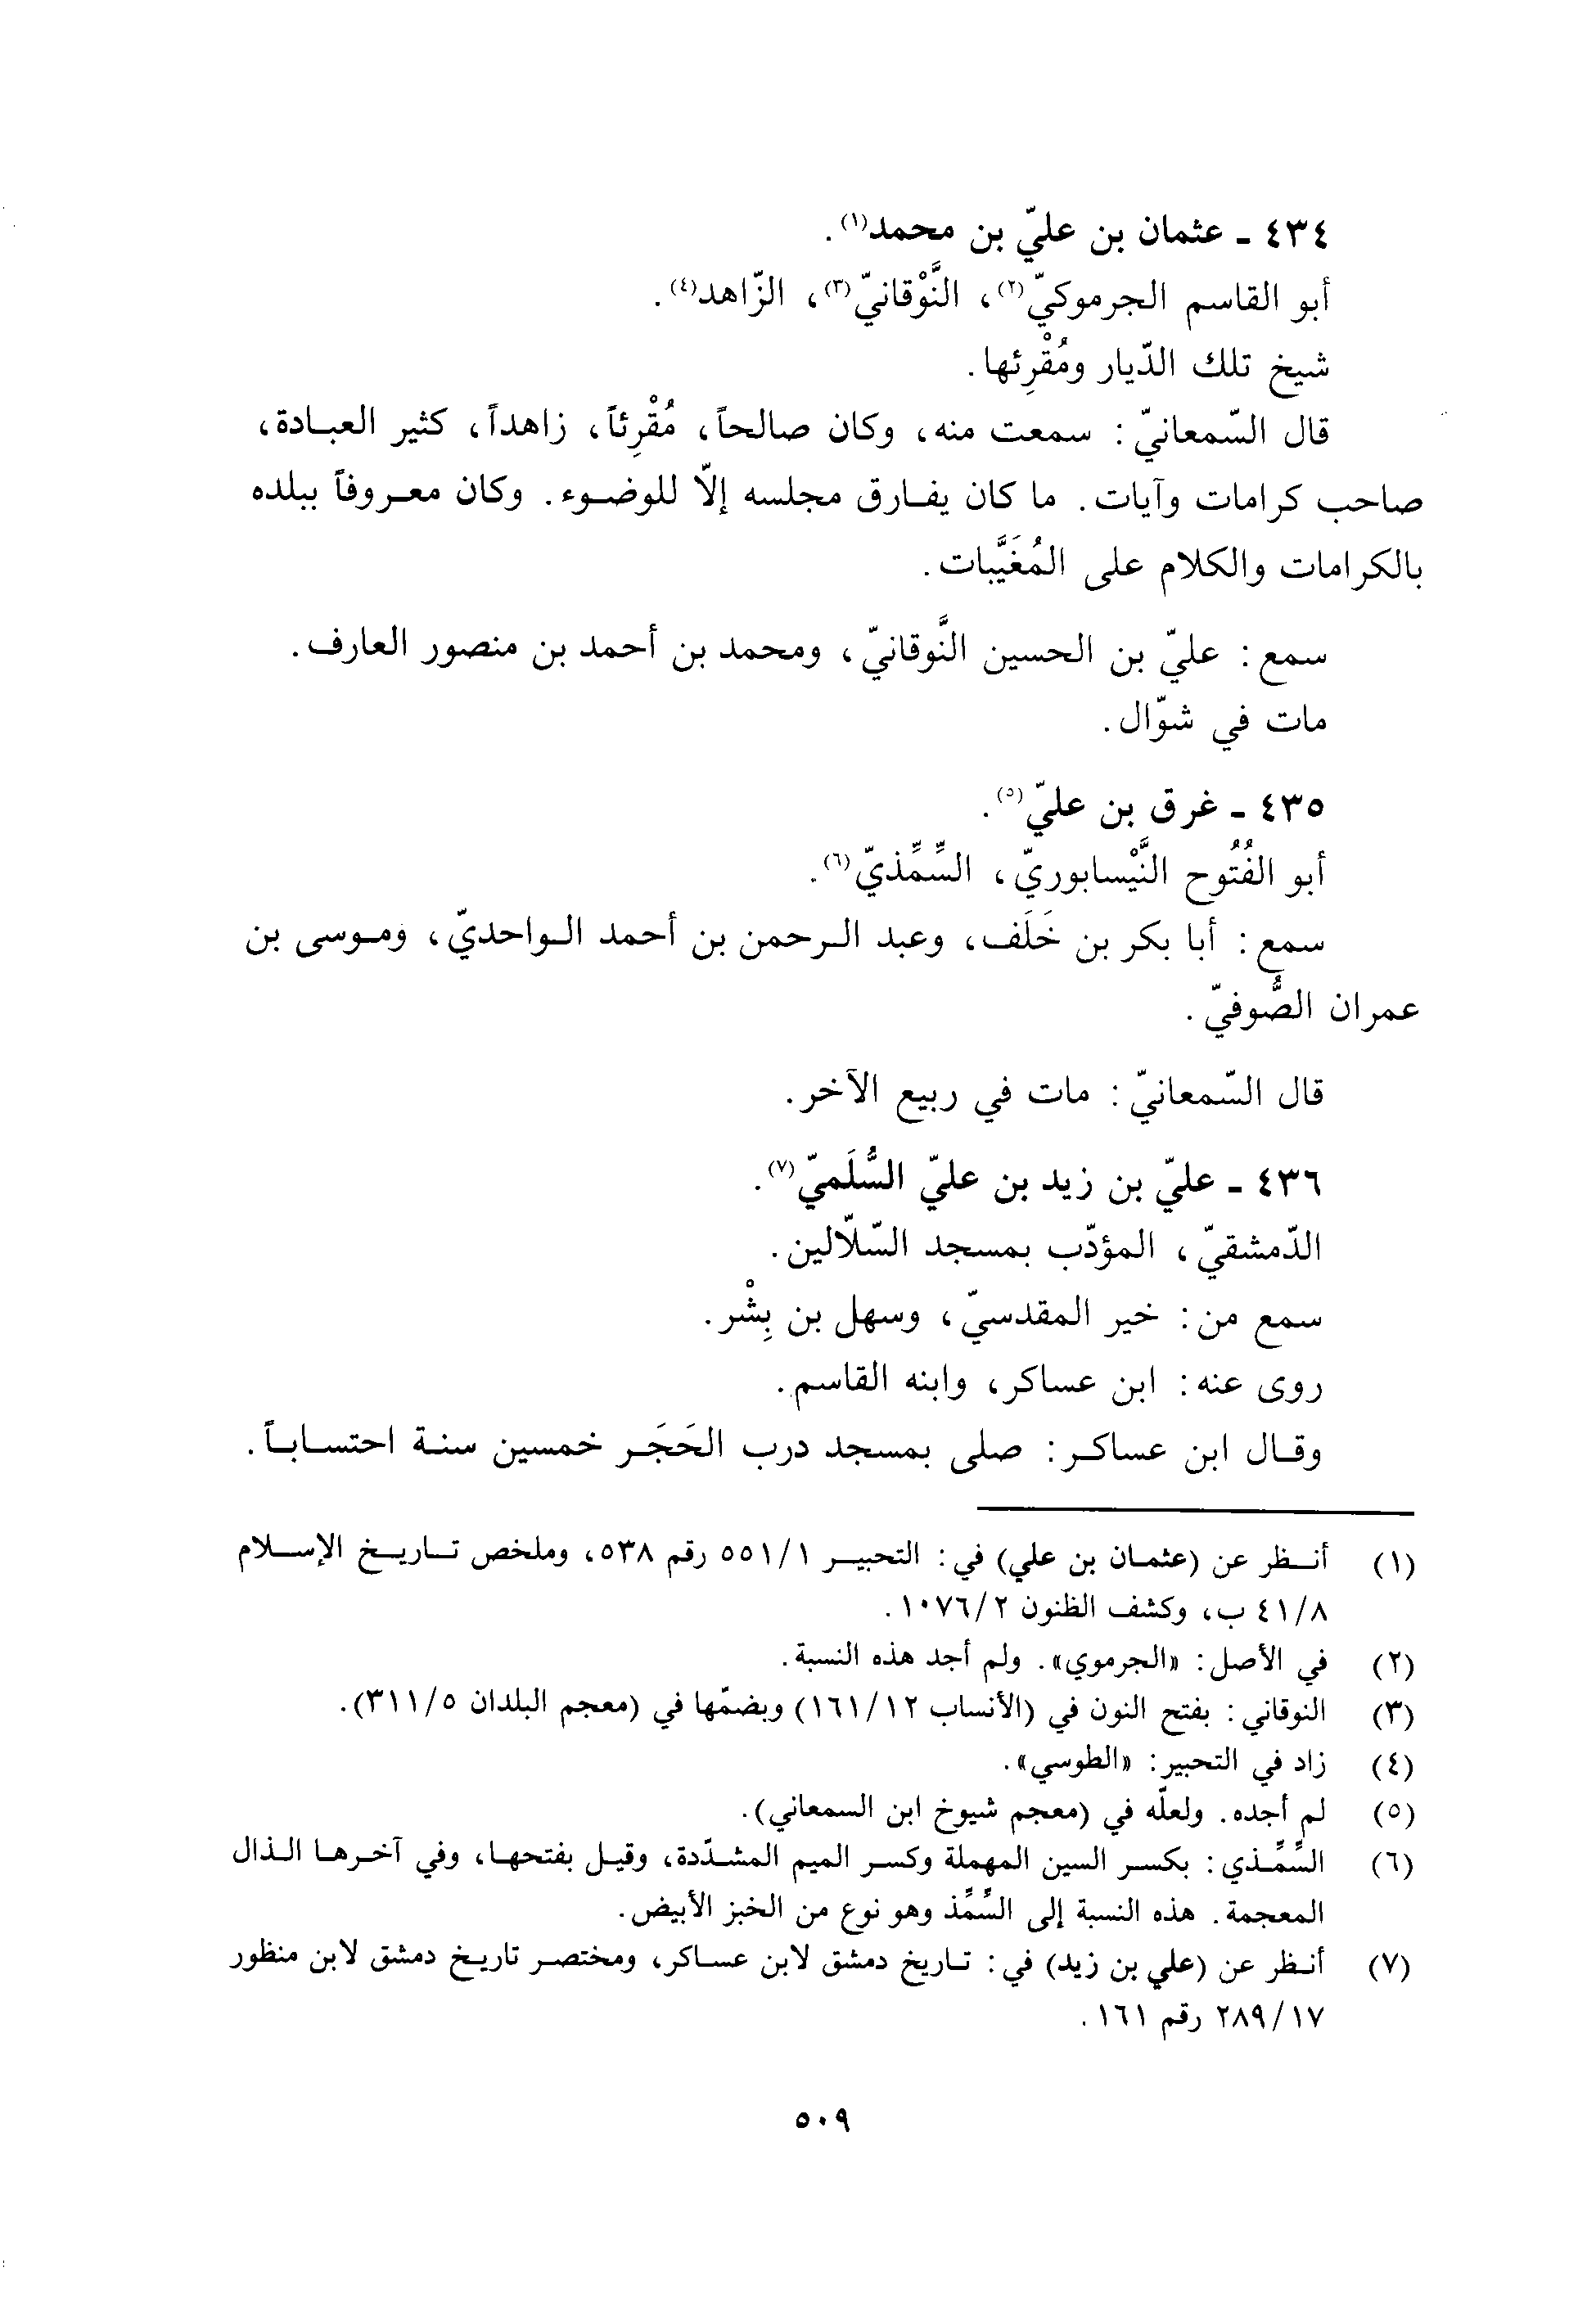 ٤٣٤ ـ عثمان بن عليّ بن محمد(١).
أبو القاسم الجرموكيّ(٢)، النَّوْقانيّ(٣)، الزّاهد(٤).
شيخ تلك الدّيار ومُقْرِئها.
قال السّمعانيّ: سمعت منه، وكان صالحاً، مُقْرِئاً، زاهداً، كثير العبادة،
صاحب كرامات وآيات. ما كان يفارق مجلسه إلّا للوضوء. وكان معروفاً ببلده
بالكرامات والكلام على المُغَيَّبات.
سمع: عليّ بن الحسين النَّوقانيّ، ومحمد بن أحمد بن منصور العارف.
مات في شوّال.
٤٣٥ ـ غرق بن عليّ(٥).
أبو الفُتُوح النَّيْسابوريّ، السِّمِّذيّ(٦).
سمع: أبا بكر بن خَلَف، وعبد الرحمن بن أحمد الواحديّ، وموسى بن
عمران الصُّوفيّ.
قال السّمعانيّ: مات في ربيع الآخر.
٤٣٦ ـ عليّ بن زيد بن عليّ السُّلَميّ(٧).
الدّمشقيّ، المؤدّب بمسجد السّلّالين.
سمع من: خير المقدسيّ، وسهل بن بِشْر.
روى عنه: ابن عساكر، وابنه القاسم.
وقال ابن عساكر: صلى بمسجد درب الحَجَر خمسين سنة احتساباً.
(١) أنظر عن (عثمان بن علي) في: التحبير ٥٥١/١ رقم ٥٣٨، وملخص تاريخ الإسلام
٤١/٨ ب، وكشف الظنون ١٠٧٦/٢.
(٢) في الأصل: «الجرموي». ولم أجد هذه النسبة.
(٣) النوقاني: بفتح النون في (الأنساب ١٦١/١٢) وبضمّها في (معجم البلدان ٣١١/٥).
(٤) زاد في التحبير: «الطوسي».
(٥) لم أجده. ولعلّه في (معجم شيوخ ابن السمعاني).
(٦) السِّمِّذي: بكسر السين المهملة وكسر الميم المشدّدة، وقيل بفتحها، وفي آخرها الذال
المعجمة. هذه النسبة إلى السِّمِّذ وهو نوع من الخبز الأبيض.
(٧) أنظر عن (علي بن زيد) في: تاريخ دمشق لابن عساكر، ومختصر تاريخ دمشق لابن منظور
٢٨٩/١٧ رقم ١٦١.
٥٠٩